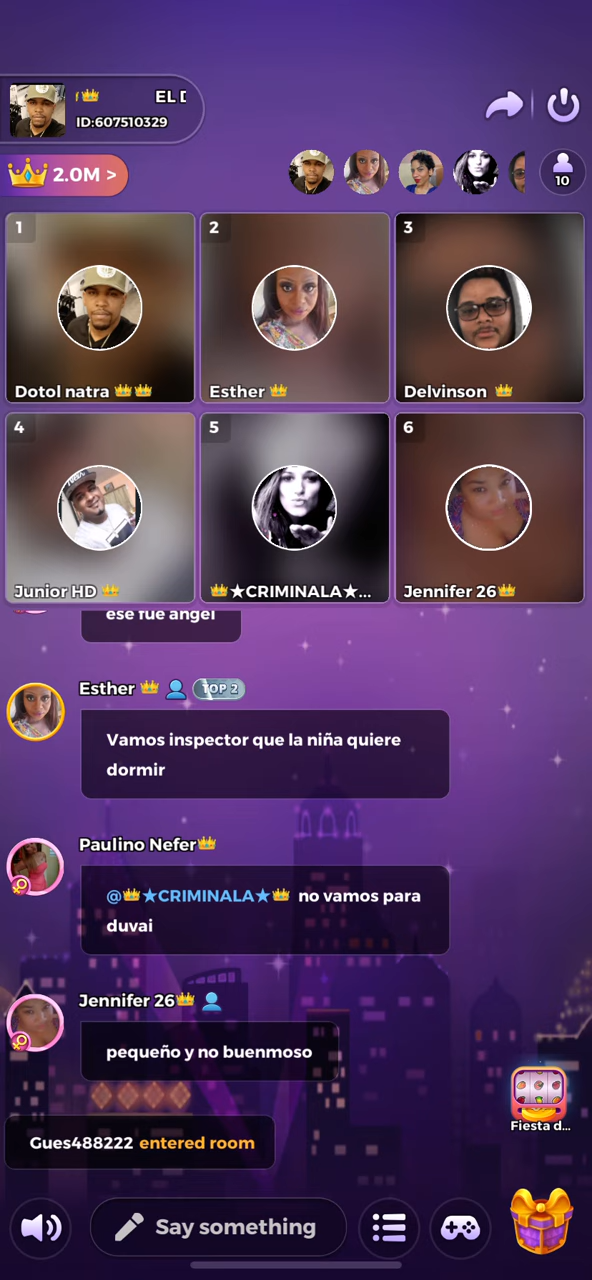 EL
ID:607510329
2.0M >
10
1
2
3
Dotol natra
Esther
Delvinson
4
5
6
Junior HD
★CRIMINALA★...
Jennifer 26
ese fue angel
Esther TOP 2
Vamos inspector que la niña quiere
dormir
Paulino Nefer
@★CRIMINALA★ no vamos para
duvai
Jennifer 26
pequeño y no buenmoso
Fiesta d...
Gues488222 entered room
Say something